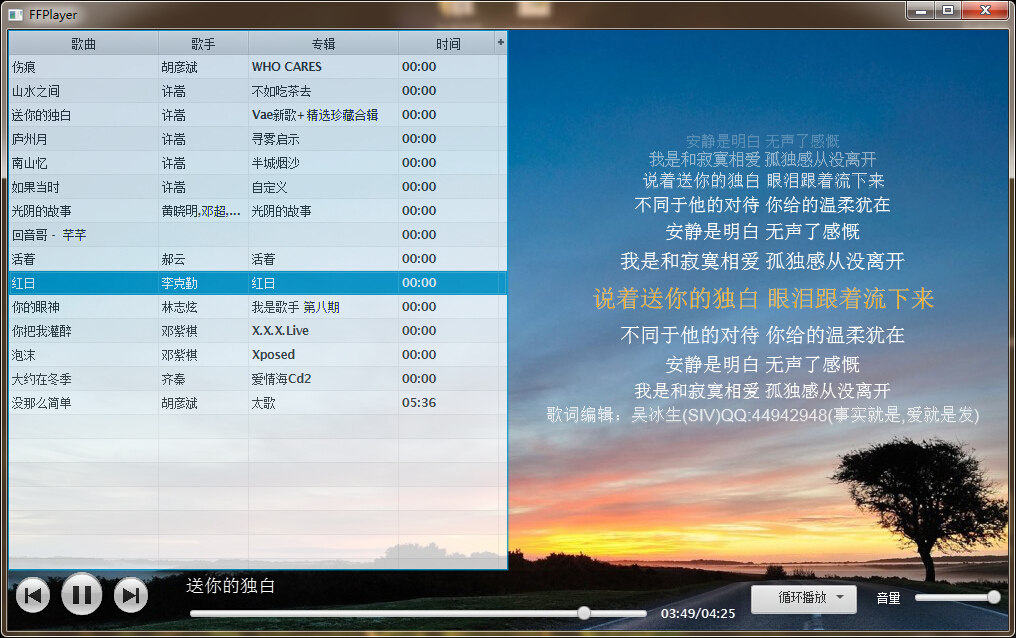 FFPlayer
歌曲 歌手 专辑 时间 +
伤痕 胡彦斌 WHO CARES 00:00
山水之间 许嵩 不如吃茶去 00:00
送你的独白 许嵩 Vae新歌+精选珍藏合辑 00:00
庐州月 许嵩 寻雾启示 00:00
南山忆 许嵩 半城烟沙 00:00
如果当时 许嵩 自定义 00:00
光阴的故事 黄晓明,邓超,... 光阴的故事 00:00
回音哥 - 芊芊 00:00
活着 郝云 活着 00:00
红日 李克勤 红日 00:00
你的眼神 林志炫 我是歌手 第八期 00:00
你把我灌醉 邓紫棋 X.X.X.Live 00:00
泡沫 邓紫棋 Xposed 00:00
大约在冬季 齐秦 爱情海Cd2 00:00
没那么简单 胡彦斌 太歌 05:36
安静是明白 无声了感慨
我是和寂寞相爱 孤独感从没离开
说着送你的独白 眼泪跟着流下来
不同于他的对待 你给的温柔犹在
安静是明白 无声了感慨
我是和寂寞相爱 孤独感从没离开
说着送你的独白 眼泪跟着流下来
不同于他的对待 你给的温柔犹在
安静是明白 无声了感慨
我是和寂寞相爱 孤独感从没离开
歌词编辑：吴冰生(SIV)QQ:44942948(事实就是,爱就是发)
送你的独白
03:49/04:25
循环播放
音量